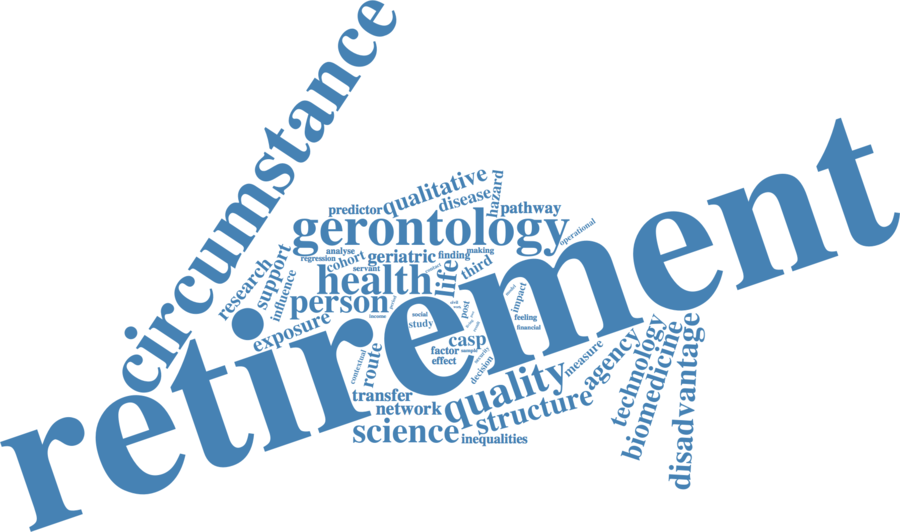 circumstance
retirement
qualitative
predictor
disease
hazard
pathway
gerontology
operational
analyse
regression
cohort
geriatric
finding
making
servant
health
life
third
research
support
influence
person
exposure
income
social
study
post
impact
feeling
financial
casp
factor
effect
decision
measure
contextual
route
transfer
network
quality
structure
agency
technology
biomedicine
disadvantage
science
inequalities